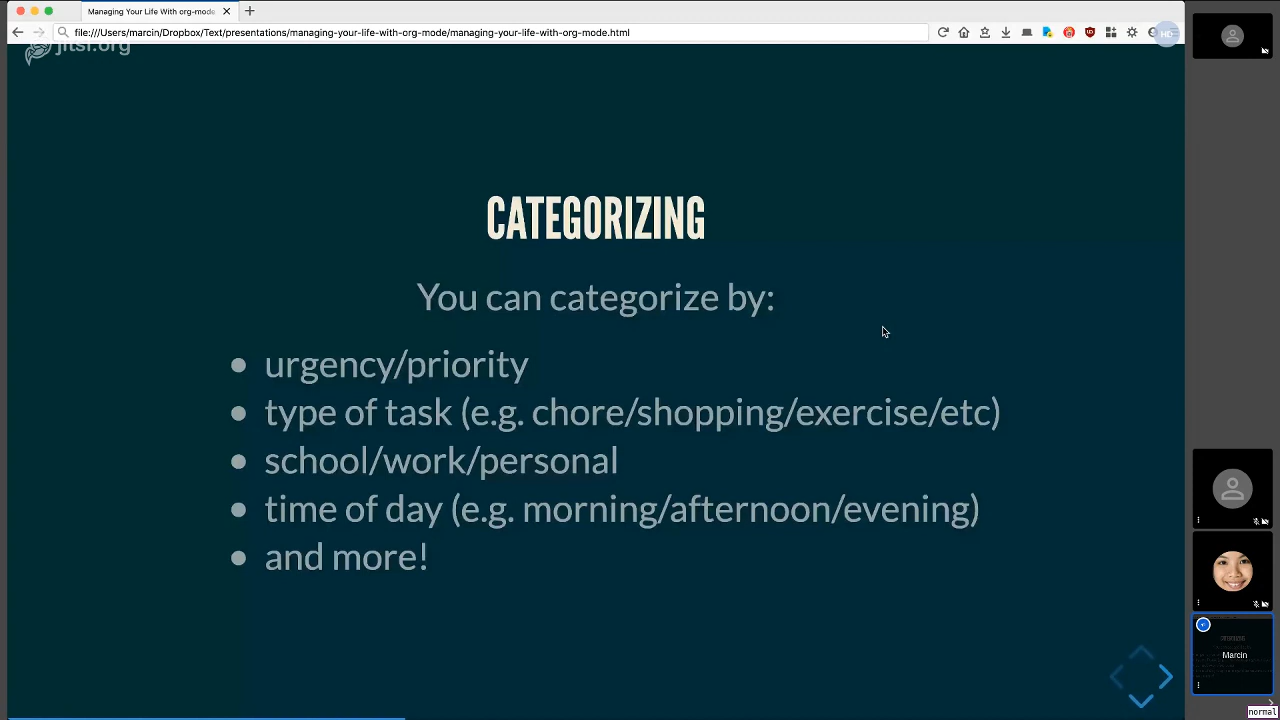 Managing Your Life With org-mode
file:///Users/marcin/Dropbox/Text/presentations/managing-your-life-with-org-mode/managing-your-life-with-org-mode.html
HD
jitsi.org
CATEGORIZING
You can categorize by:
• urgency/priority
• type of task (e.g. chore/shopping/exercise/etc)
• school/work/personal
• time of day (e.g. morning/afternoon/evening)
• and more!
Marcin
normal